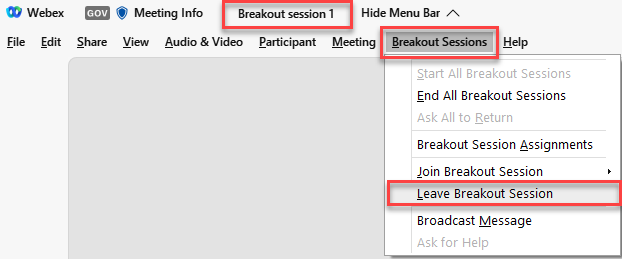 Webex GOV Meeting Info Breakout session 1 Hide Menu Bar
File Edit Share View Audio & Video Participant Meeting Breakout Sessions Help
Start All Breakout Sessions
End All Breakout Sessions
Ask All to Return
Breakout Session Assignments
Join Breakout Session
Leave Breakout Session
Broadcast Message
Ask for Help